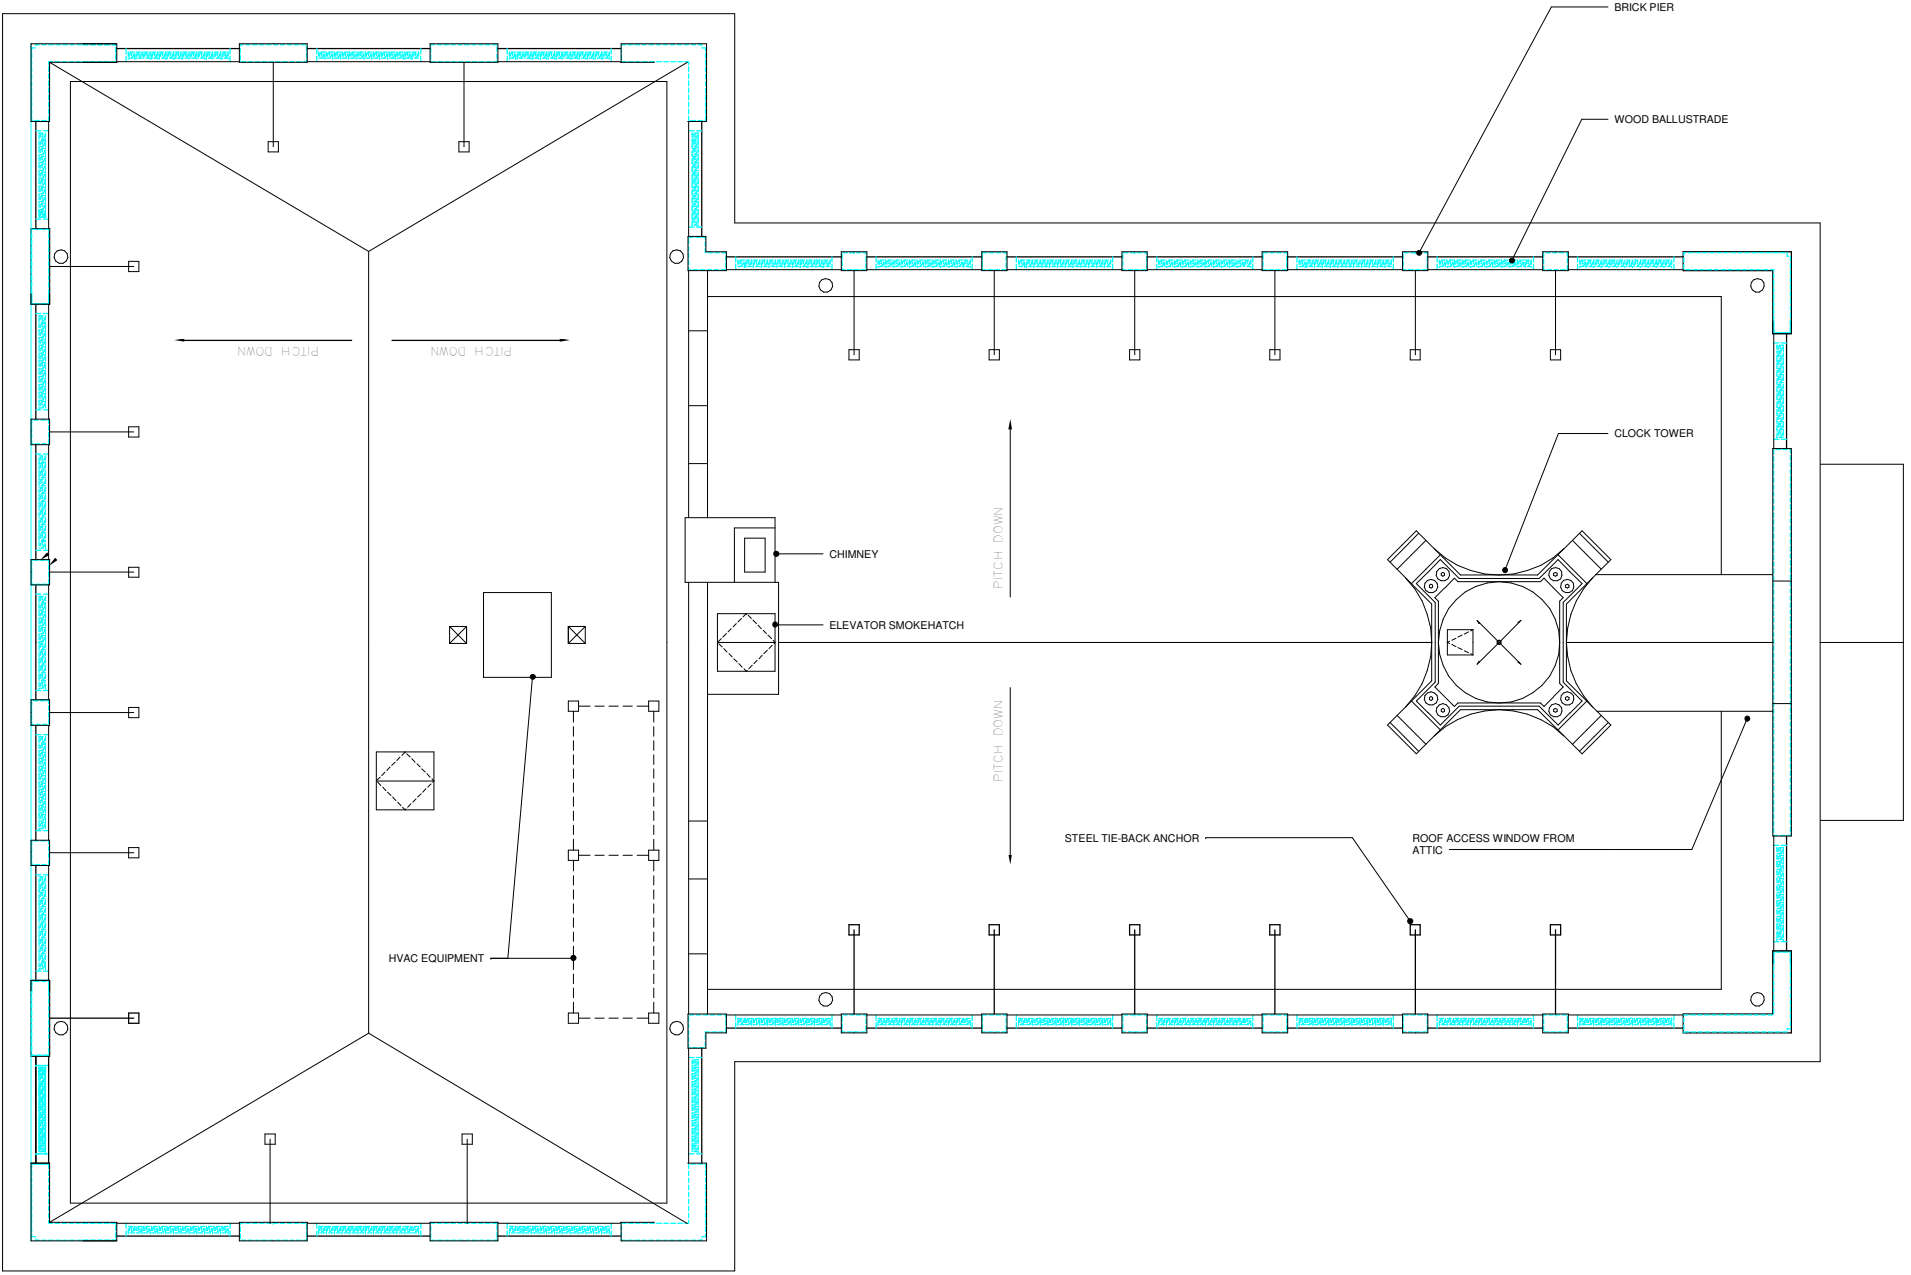 BRICK PIER
WOOD BALLUSTRADE
PITCH DOWN
PITCH DOWN
CLOCK TOWER
PITCH DOWN
CHIMNEY
ELEVATOR SMOKEHATCH
PITCH DOWN
STEEL TIE-BACK ANCHOR
ROOF ACCESS WINDOW FROM
ATTIC
HVAC EQUIPMENT